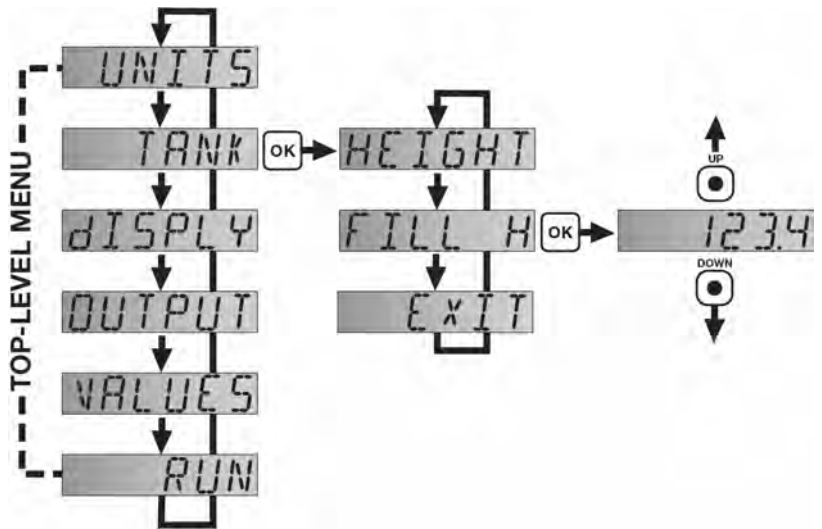 TOP-LEVEL MENU
UNITS
TANK
OK
HEIGHT
UP
dISPLY
FILL H
OK
123.4
DOWN
OUTPUT
ExIT
VALUES
RUN